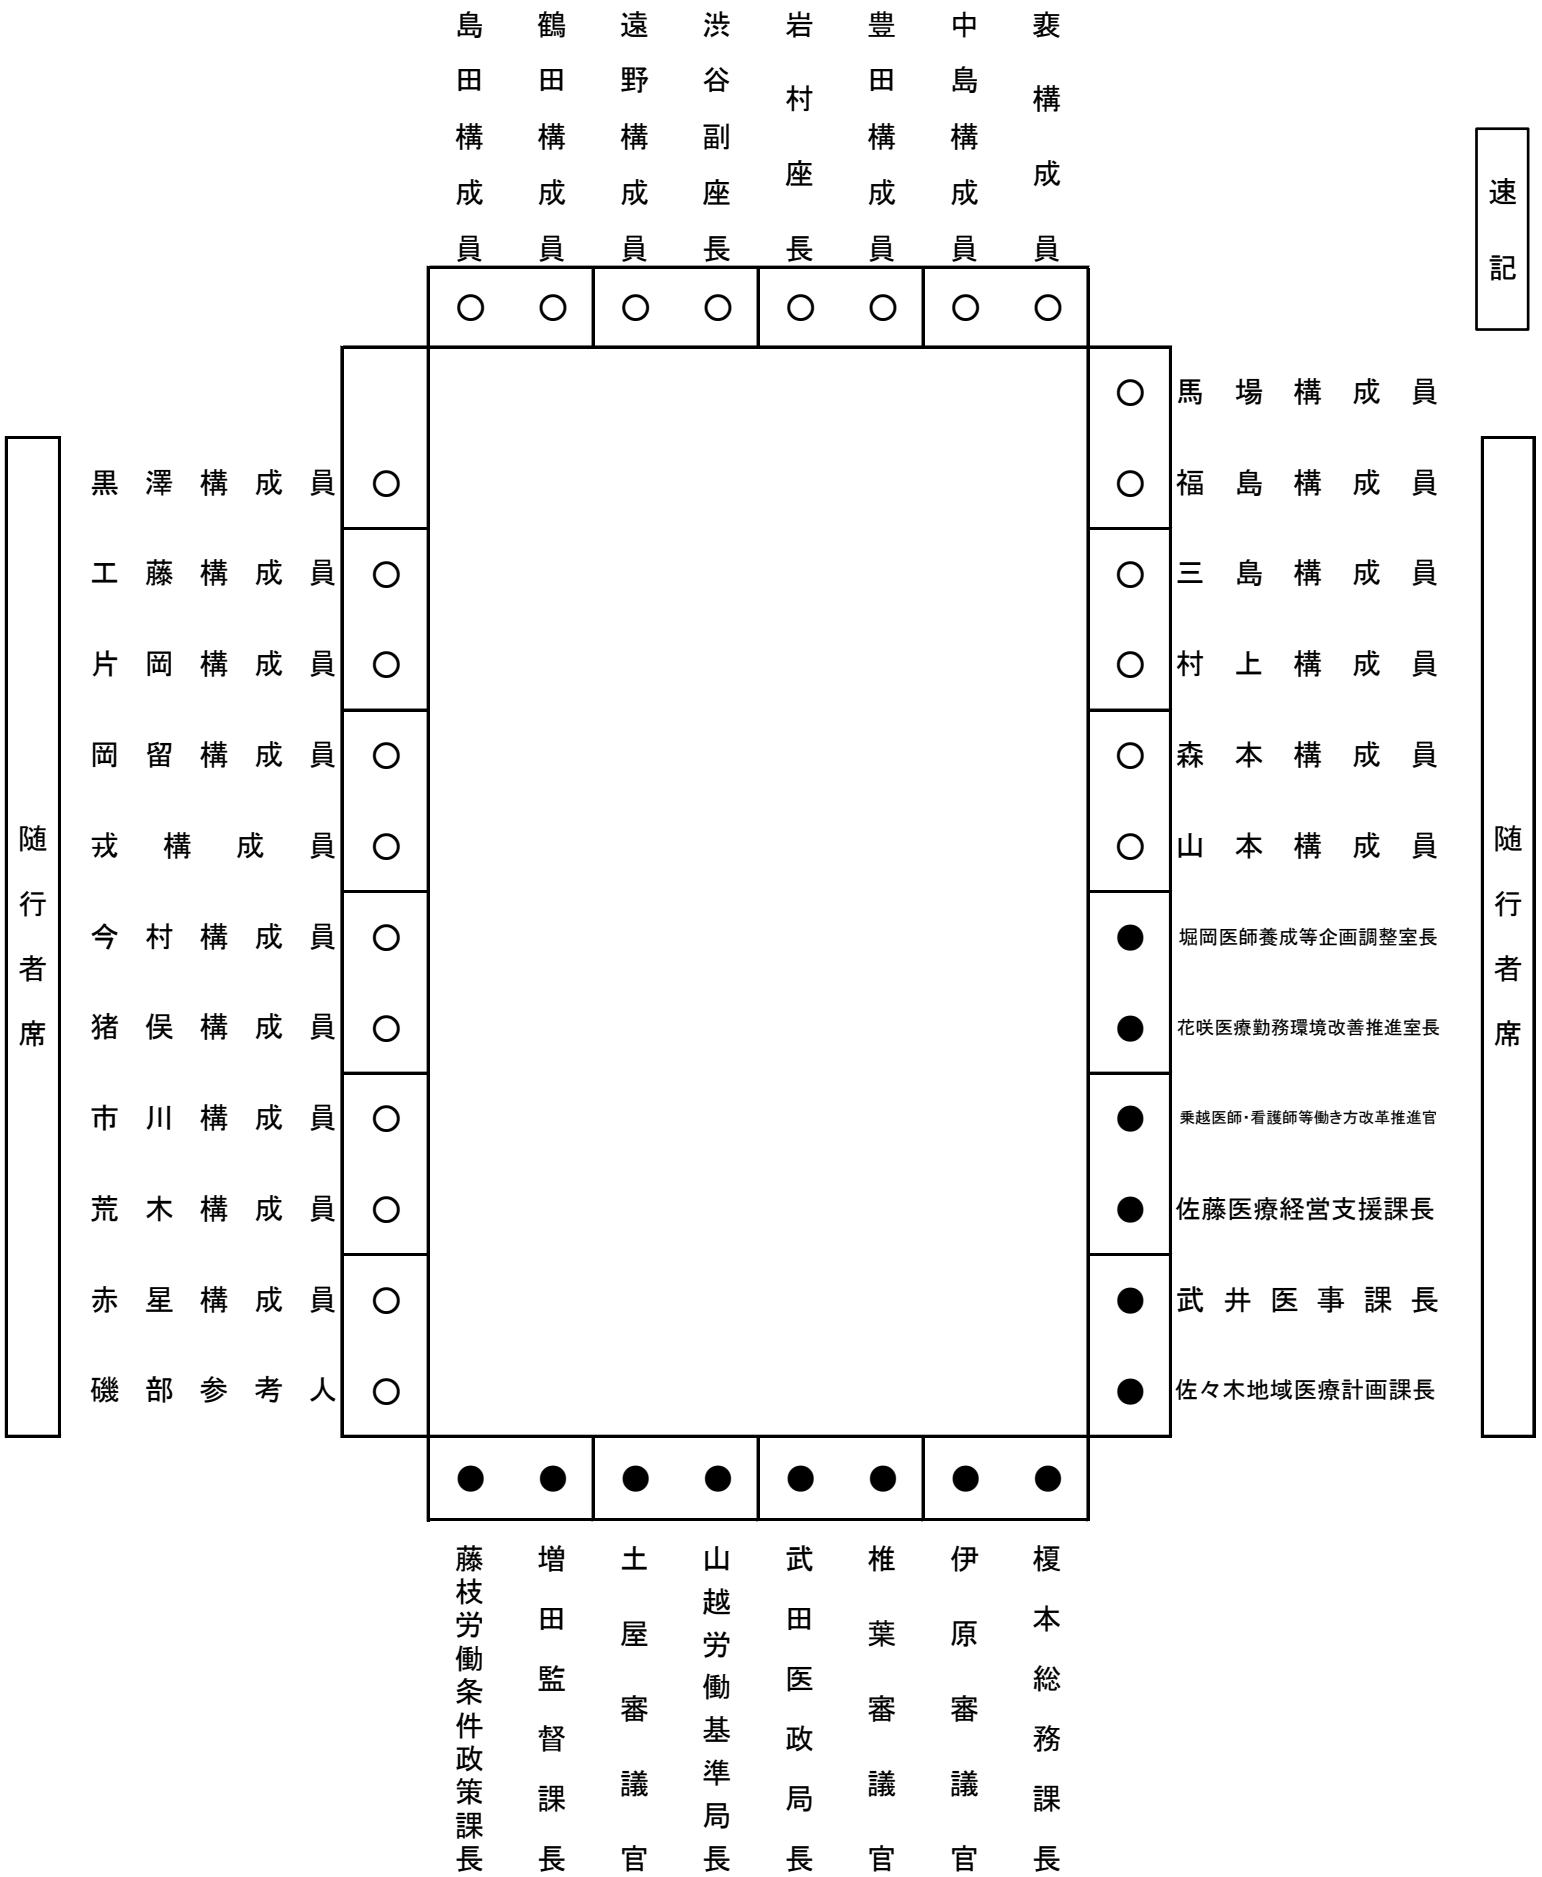 島田構成員
鶴田構成員
遠野構成員
渋谷副座長
岩村座長
豊田構成員
中島構成員
裵構成員
速記
馬場構成員
福島構成員
三島構成員
村上構成員
森本構成員
山本構成員
堀岡医師養成等企画調整室長
花咲医療勤務環境改善推進室長
乗越医師・看護師等働き方改革推進官
佐藤医療経営支援課長
武井医事課長
佐々木地域医療計画課長
随行者席
黒澤構成員
工藤構成員
片岡構成員
岡留構成員
戎構成員
今村構成員
猪俣構成員
市川構成員
荒木構成員
赤星構成員
磯部参考人
随行者席
藤枝労働条件政策課長
増田監督課長
土屋審議官
山越労働基準局長
武田医政局長
椎葉審議官
伊原審議官
榎本総務課長